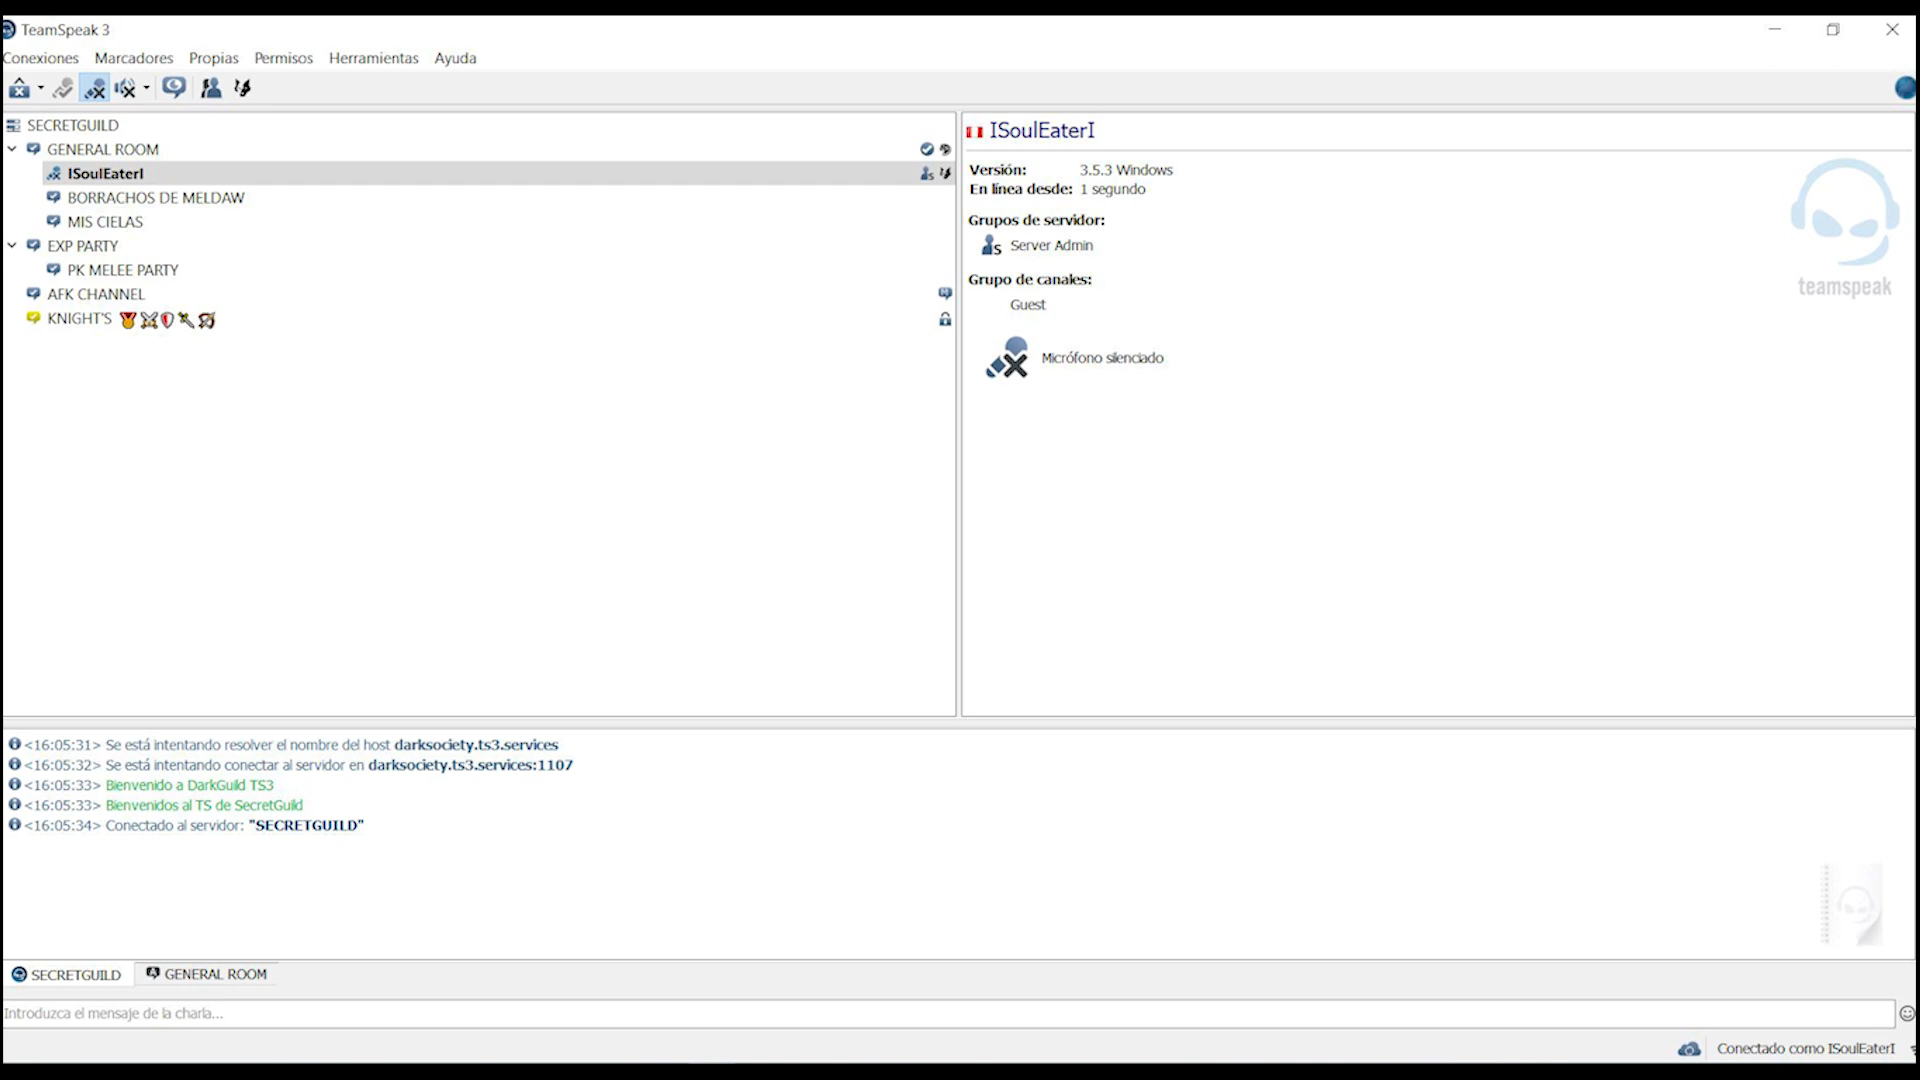 TeamSpeak 3
Conexiones Marcadores Propias Permisos Herramientas Ayuda
SECRETGUILD
GENERAL ROOM
ISoulEaterI
BORRACHOS DE MELDAW
MIS CIELAS
EXP PARTY
PK MELEE PARTY
AFK CHANNEL
KNIGHT'S
ISoulEaterI
Versión: 3.5.3 Windows
En línea desde: 1 segundo
Grupos de servidor:
Server Admin
Grupo de canales:
Guest
Micrófono silenciado
teamspeak
<16:05:31> Se está intentando resolver el nombre del host darksociety.ts3.services
<16:05:32> Se está intentando conectar al servidor en darksociety.ts3.services:1107
<16:05:33> Bienvenido a DarkGuild TS3
<16:05:33> Bienvenidos al TS de SecretGuild
<16:05:34> Conectado al servidor: "SECRETGUILD"
SECRETGUILD GENERAL ROOM
Introduzca el mensaje de la charla...
Conectado como ISoulEaterI